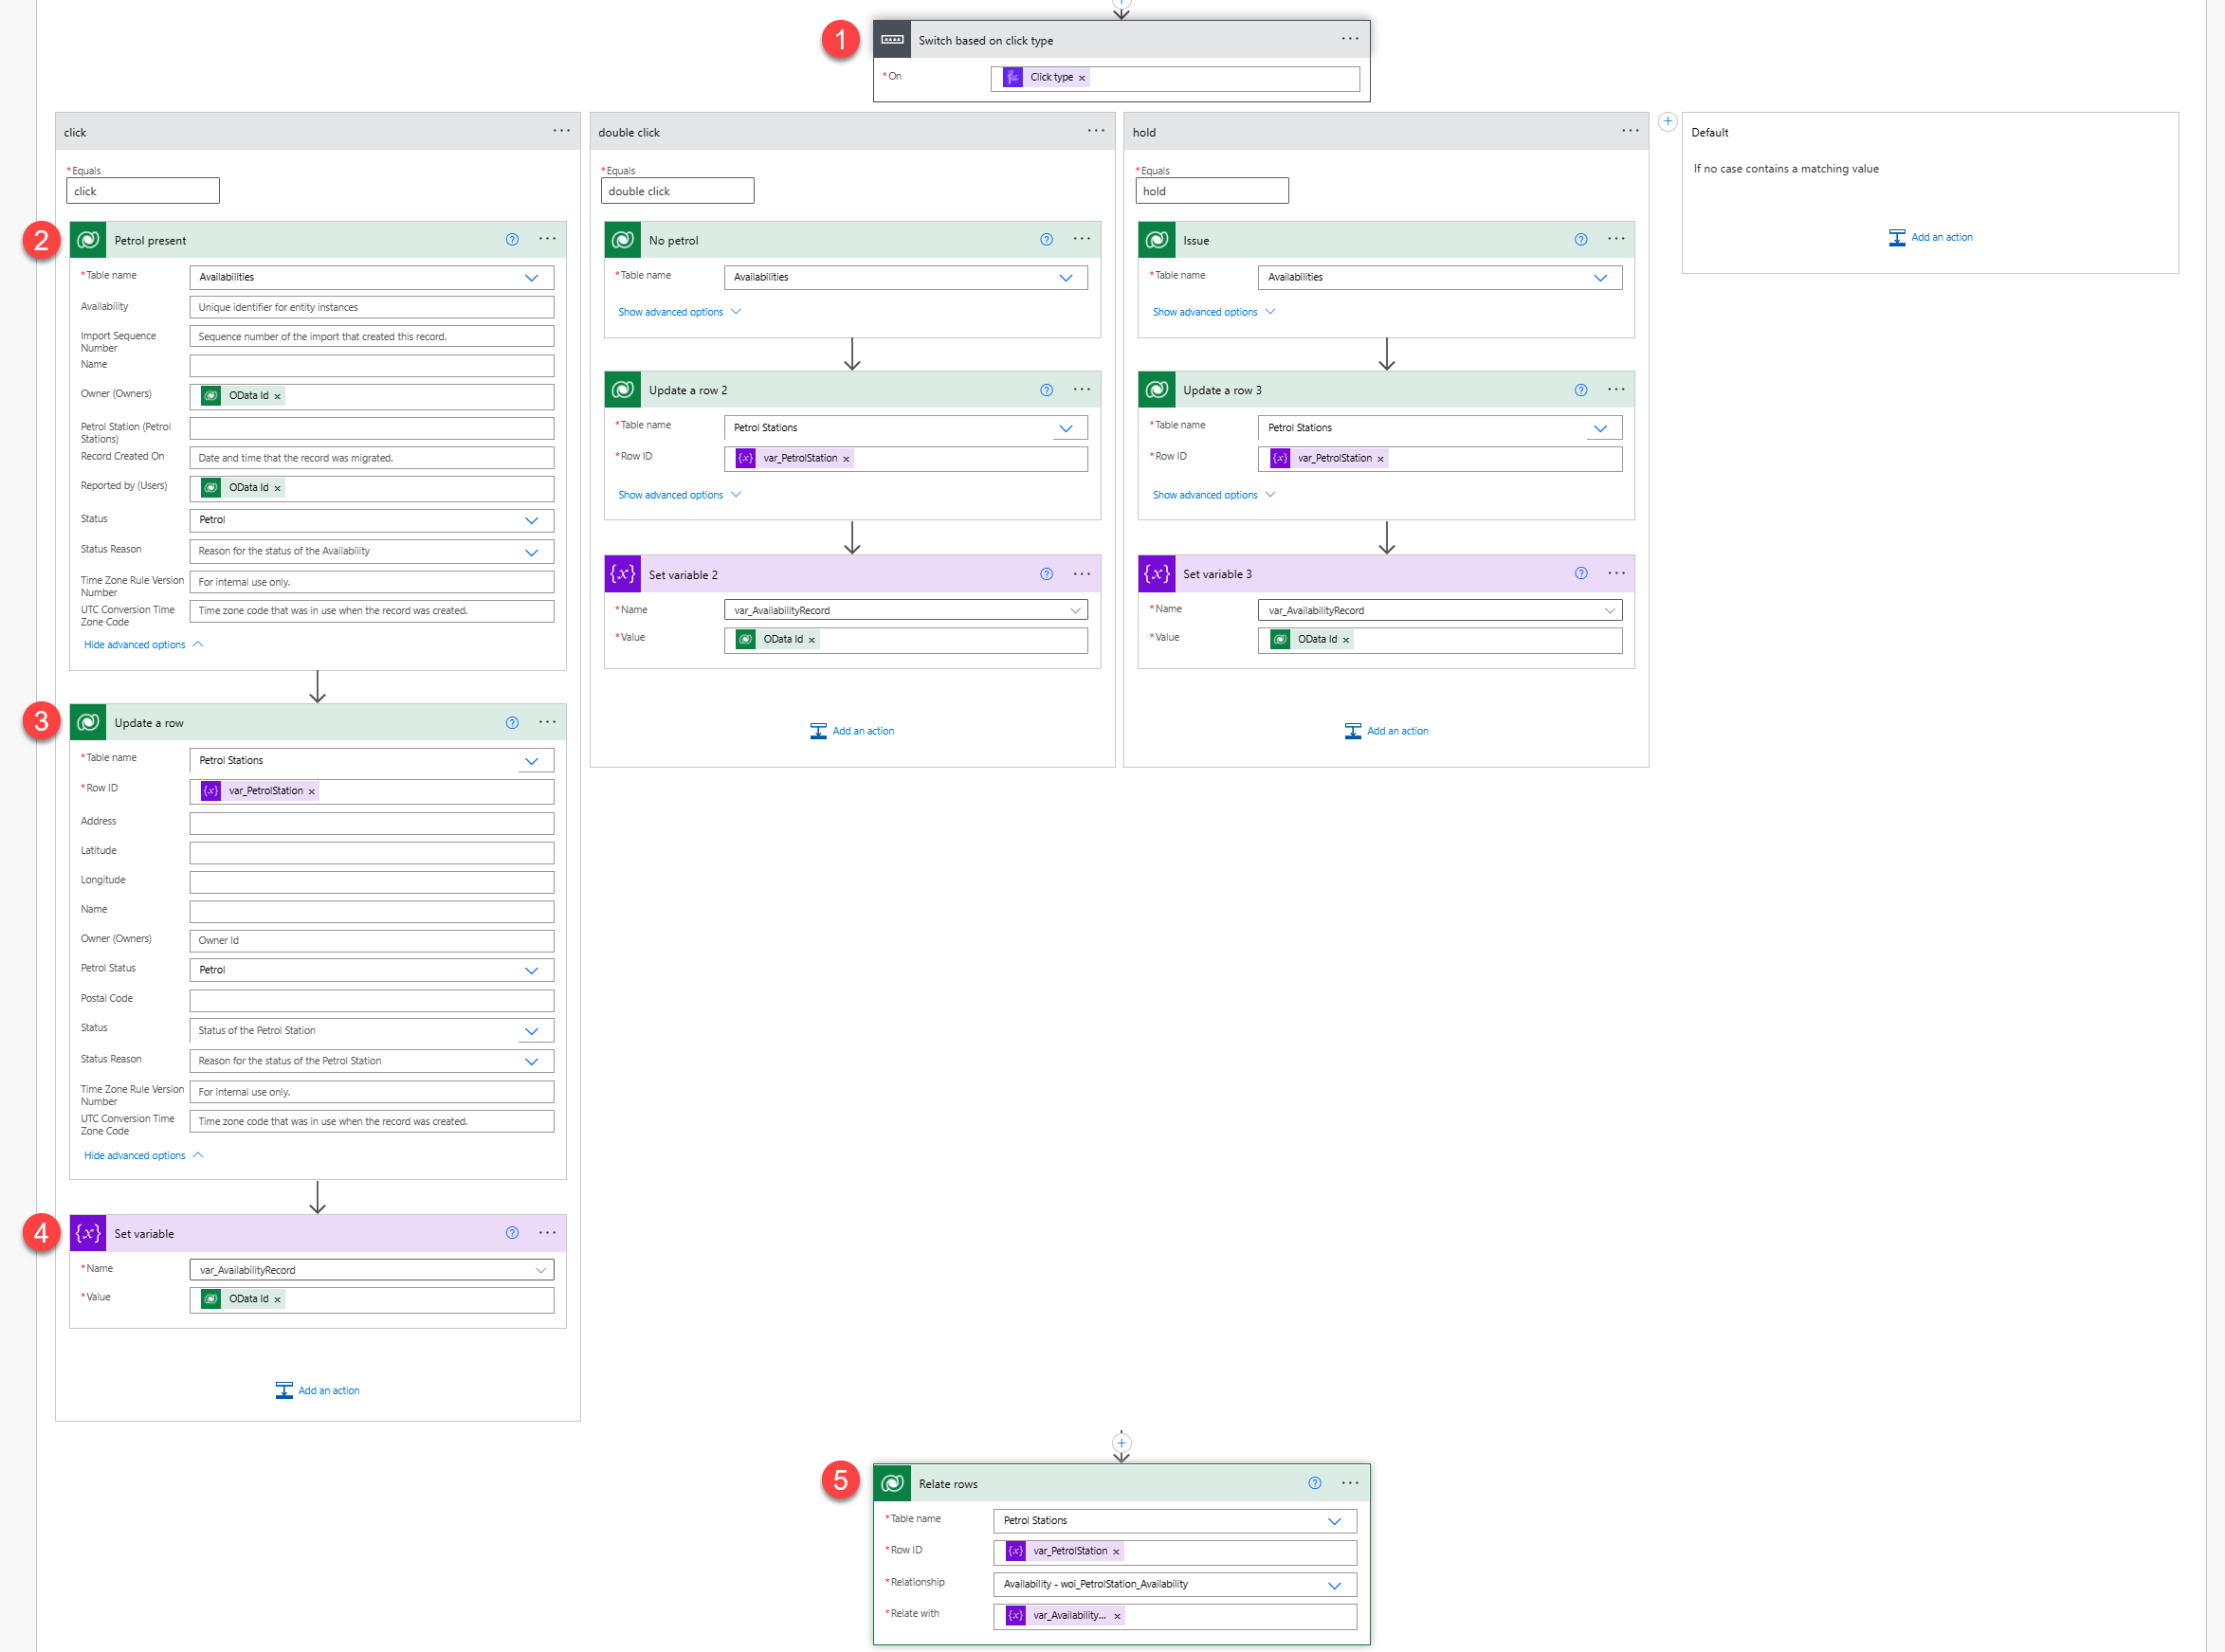 1
Switch based on click type
*On
Click type ×
click
*Equals
click
2
Petrol present
*Table name
Availabilities
Availability
Unique identifier for entity instances
Import Sequence
Number
Sequence number of the import that created this record.
Name
Owner (Owners)
OData Id ×
Petrol Station (Petrol
Stations)
Record Created On
Date and time that the record was migrated.
Reported by (Users)
OData Id ×
Status
Petrol
Status Reason
Reason for the status of the Availability
Time Zone Rule Version
Number
For internal use only.
UTC Conversion Time
Zone Code
Time zone code that was in use when the record was created.
Hide advanced options
3
Update a row
*Table name
Petrol Stations
*Row ID
{x} var_PetrolStation ×
Address
Latitude
Longitude
Name
Owner (Owners)
Owner Id
Petrol Status
Petrol
Postal Code
Status
Status of the Petrol Station
Status Reason
Reason for the status of the Petrol Station
Time Zone Rule Version
Number
For internal use only.
UTC Conversion Time
Zone Code
Time zone code that was in use when the record was created.
Hide advanced options
4
{x} Set variable
*Name
var_AvailabilityRecord
*Value
OData Id ×
Add an action
double click
*Equals
double click
No petrol
*Table name
Availabilities
Show advanced options
Update a row 2
*Table name
Petrol Stations
*Row ID
{x} var_PetrolStation ×
Show advanced options
{x} Set variable 2
*Name
var_AvailabilityRecord
*Value
OData Id ×
Add an action
hold
*Equals
hold
Issue
*Table name
Availabilities
Show advanced options
Update a row 3
*Table name
Petrol Stations
*Row ID
{x} var_PetrolStation ×
Show advanced options
{x} Set variable 3
*Name
var_AvailabilityRecord
*Value
OData Id ×
Add an action
Default
If no case contains a matching value
Add an action
5
Relate rows
*Table name
Petrol Stations
*Row ID
{x} var_PetrolStation ×
*Relationship
Availability - woi_PetrolStation_Availability
*Relate with
{x} var_Availability... ×